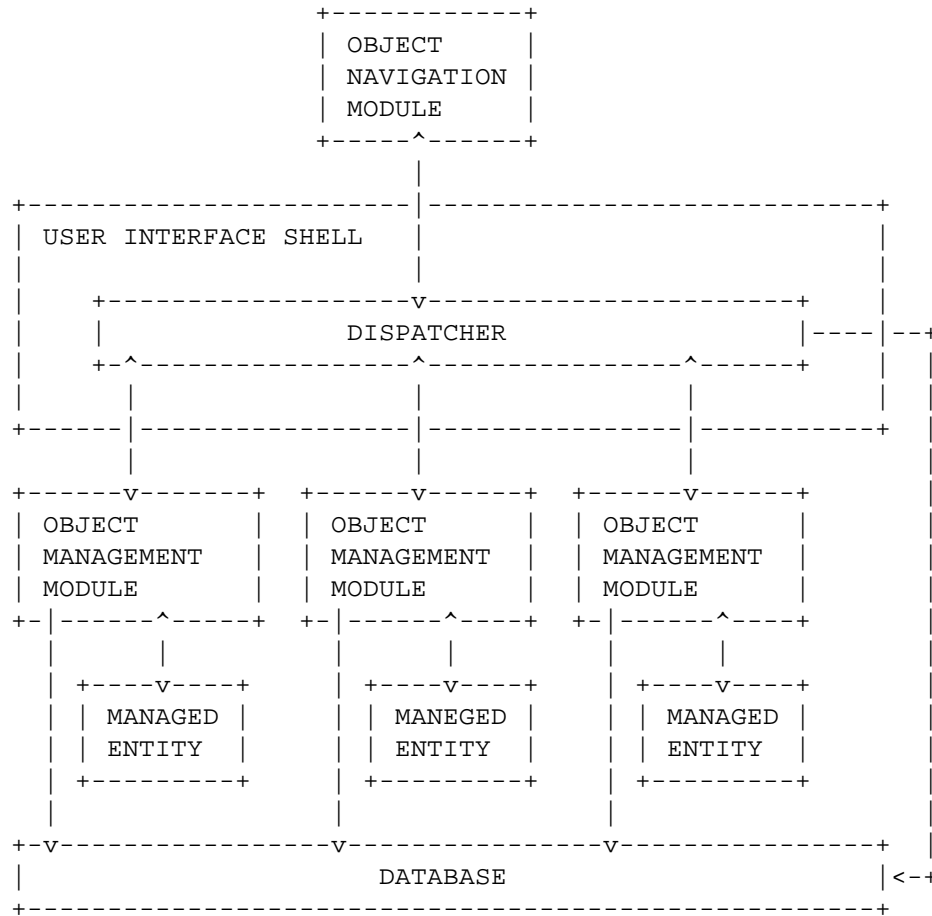 OBJECT
NAVIGATION
MODULE
USER INTERFACE SHELL
DISPATCHER
OBJECT OBJECT OBJECT
MANAGEMENT MANAGEMENT MANAGEMENT
MODULE MODULE MODULE
MANAGED MANEGED MANAGED
ENTITY ENTITY ENTITY
DATABASE